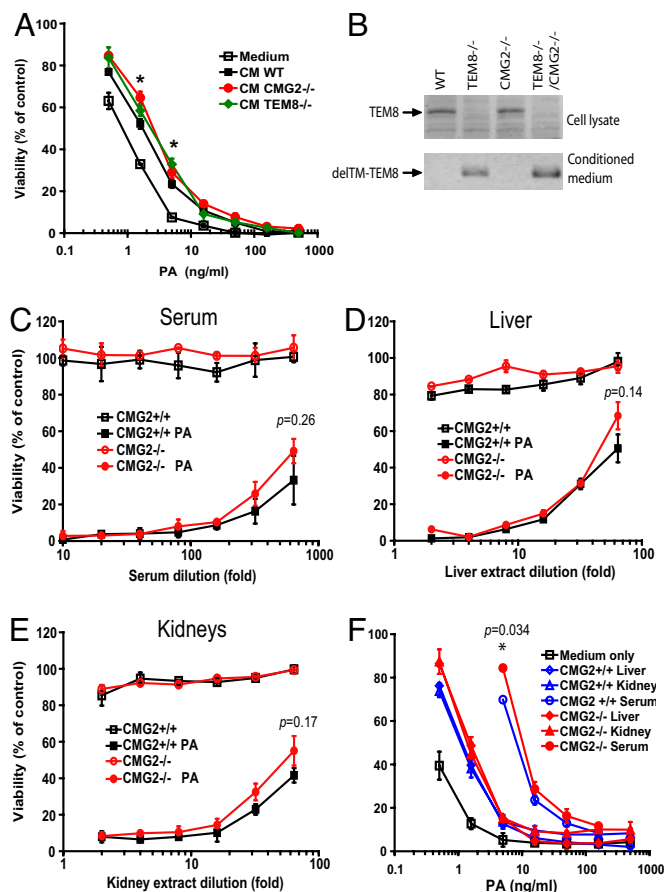 A
Viability (% of control)
100
80
60
40
20
0
0.1
1
10
100
1000
PA (ng/ml)
*
*
Medium
CM WT
CM CMG2-/-
CM TEM8-/-
B
WT
TEM8-/-
CMG2-/-
TEM8-/-
/CMG2-/-
TEM8
Cell lysate
delTM-TEM8
Conditioned
medium
C
Serum
Viability (% of control)
120
100
80
60
40
20
0
10
100
1000
Serum dilution (fold)
CMG2+/+
CMG2+/+ PA
CMG2-/-
CMG2-/- PA
p=0.26
D
Liver
Viability (% of control)
120
100
80
60
40
20
0
1
10
100
Liver extract dilution (fold)
CMG2+/+
CMG2+/+ PA
CMG2-/-
CMG2-/- PA
p=0.14
E
Kidneys
Viability (% of control)
120
100
80
60
40
20
0
1
10
100
Kidney extract dilution (fold)
CMG2+/+
CMG2+/+ PA
CMG2-/-
CMG2-/- PA
p=0.17
F
Viability (% of control)
100
80
60
40
20
0
0.1
1
10
100
1000
PA (ng/ml)
p=0.034
*
Medium only
CMG2+/+ Liver
CMG2+/+ Kidney
CMG2 +/+ Serum
CMG2-/- Liver
CMG2-/- Kidney
CMG2-/- Serum